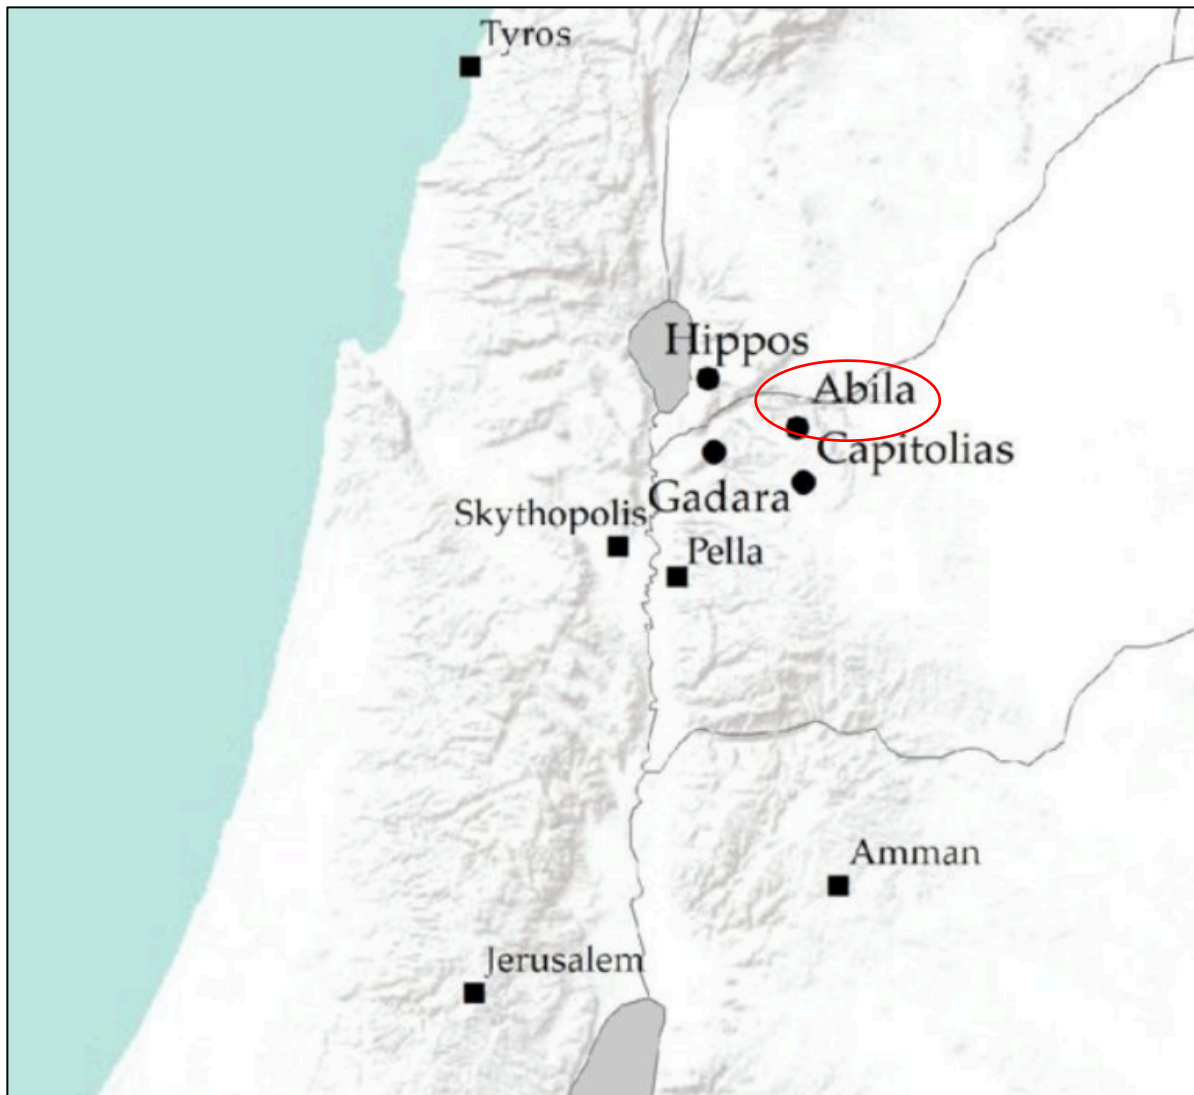 Tyros
Hippos
Abila
Capitolias
Gadara
Skythopolis
Pella
Amman
Jerusalem